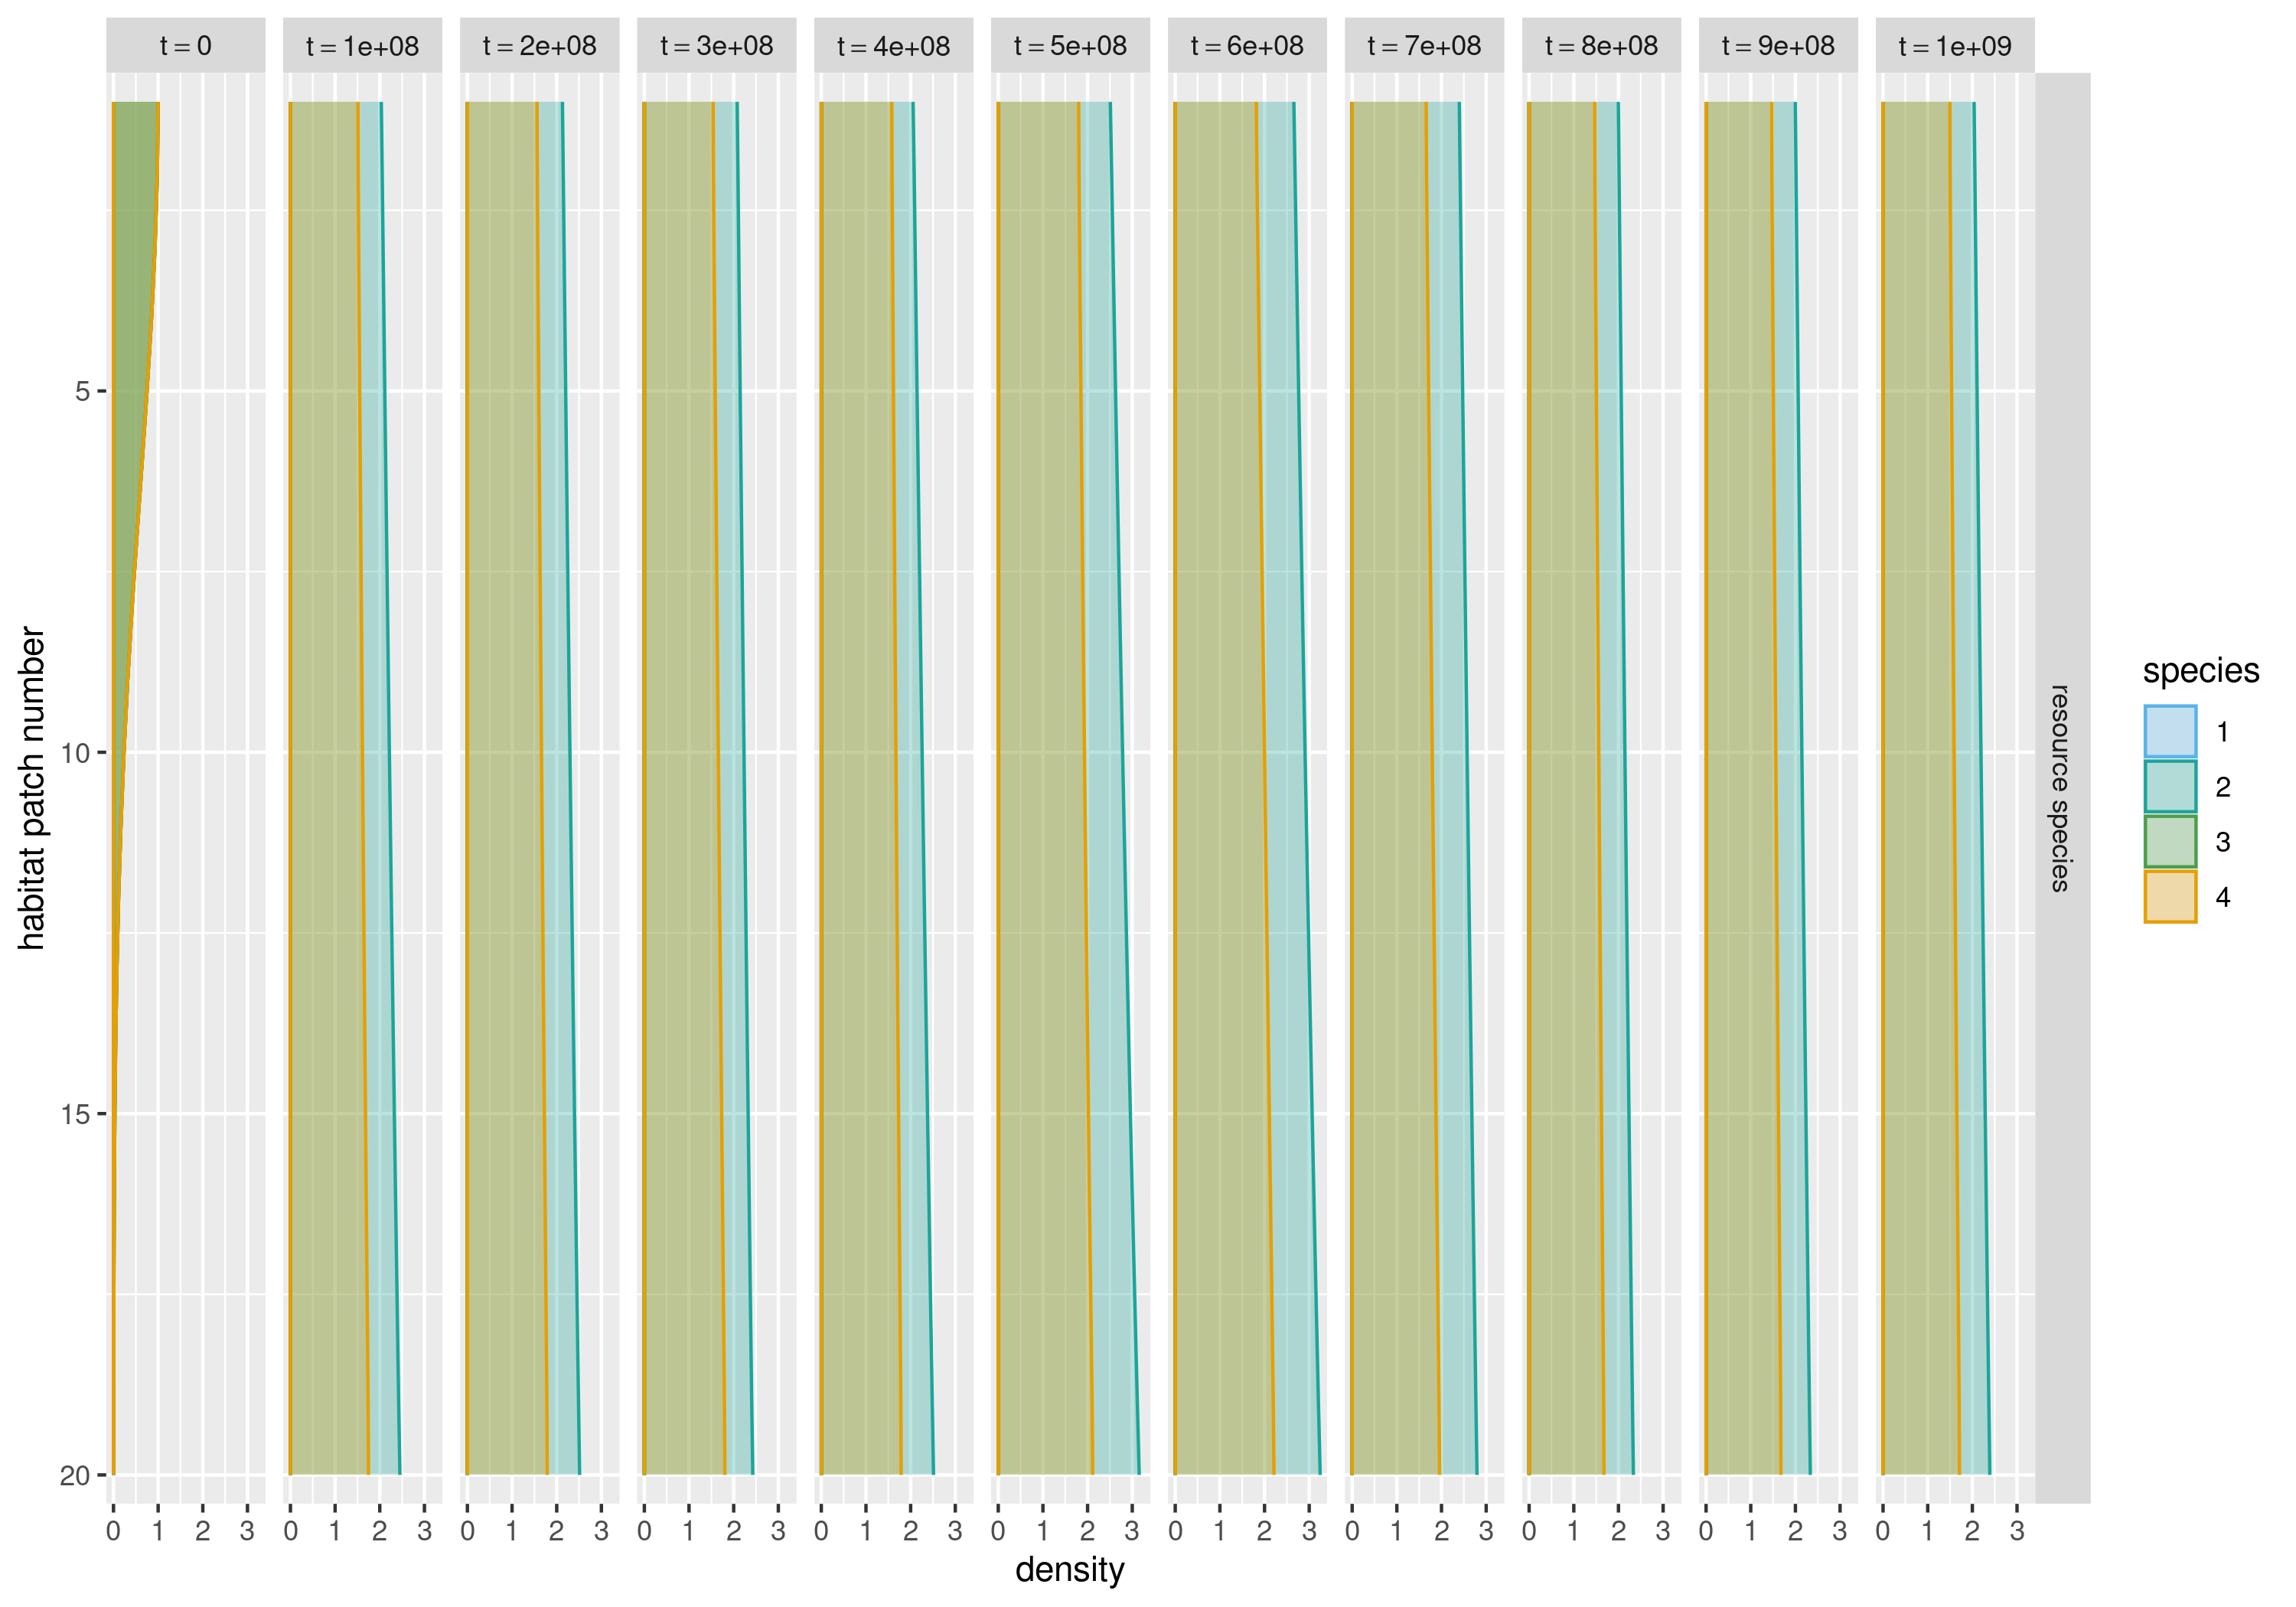 t = 0
t = 1e+08
t = 2e+08
t = 3e+08
t = 4e+08
t = 5e+08
t = 6e+08
t = 7e+08
t = 8e+08
t = 9e+08
t = 1e+09
habitat patch number
5
10
15
20
resource species
species
1
2
3
4
0 1 2 3
0 1 2 3
0 1 2 3
0 1 2 3
0 1 2 3
0 1 2 3
0 1 2 3
0 1 2 3
0 1 2 3
0 1 2 3
0 1 2 3
density